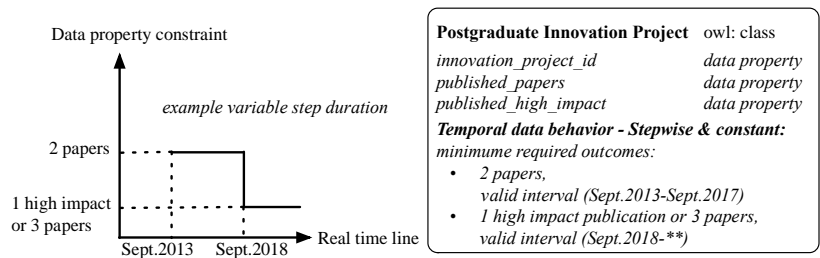 Data property constraint
example variable step duration
2 papers
1 high impact
or 3 papers
Sept.2013
Sept.2018
Real time line
Postgraduate Innovation Project owl: class
innovation_project_id data property
published_papers data property
published_high_impact data property
Temporal data behavior - Stepwise & constant:
minimume required outcomes:
• 2 papers,
valid interval (Sept.2013-Sept.2017)
• 1 high impact publication or 3 papers,
valid interval (Sept.2018-**)